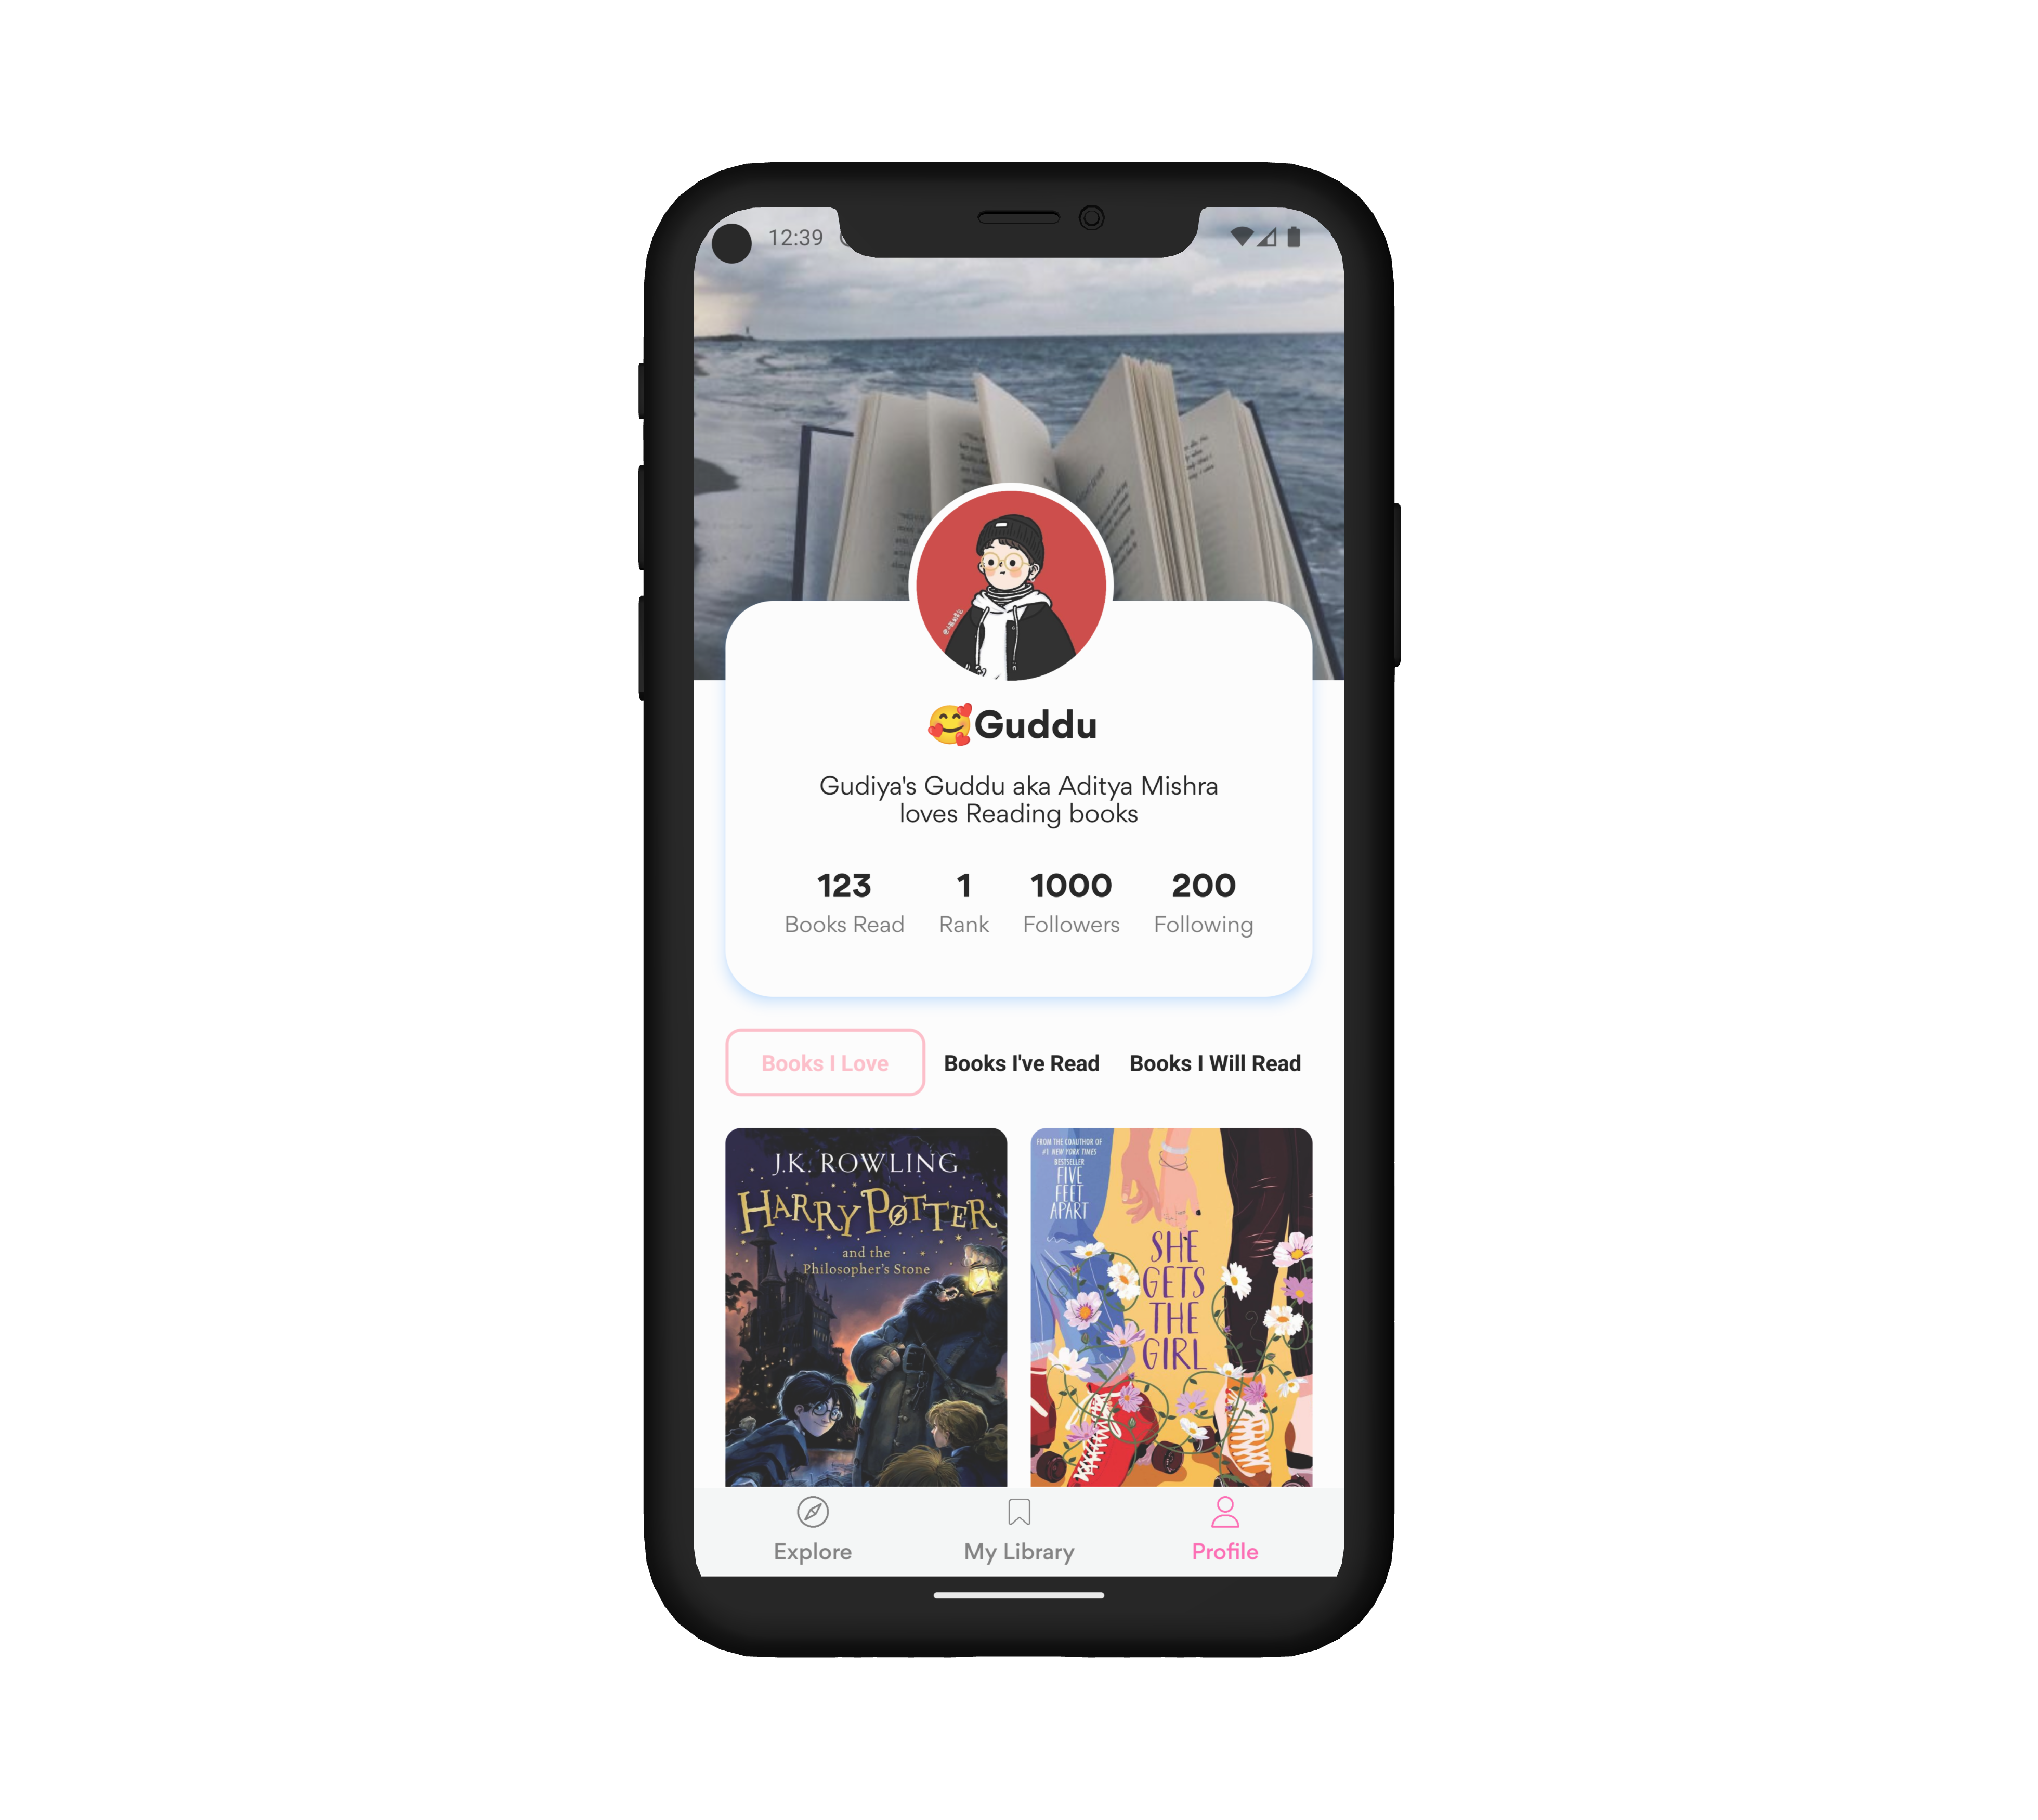 12:39
🥰Guddu
Gudiya's Guddu aka Aditya Mishra
loves Reading books
123 1 1000 200
Books Read Rank Followers Following
Books I Love Books I've Read Books I Will Read
J.K. ROWLING
HARRY POTTER
and the
Philosopher's Stone
FROM THE COAUTHOR OF
#1 NEW YORK TIMES
BESTSELLER
FIVE
FEET
APART
SHE
GETS
THE
GIRL
Explore My Library Profile